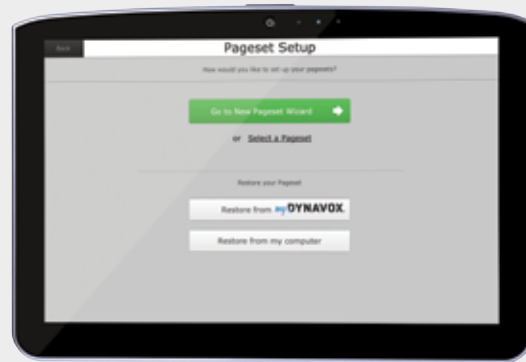 Back
Pageset Setup
How would you like to set up your pagesets?
Go to New Pageset Wizard
or Select a Pageset
Restore your Pageset
Restore from myDYNAVOX.
Restore from my computer